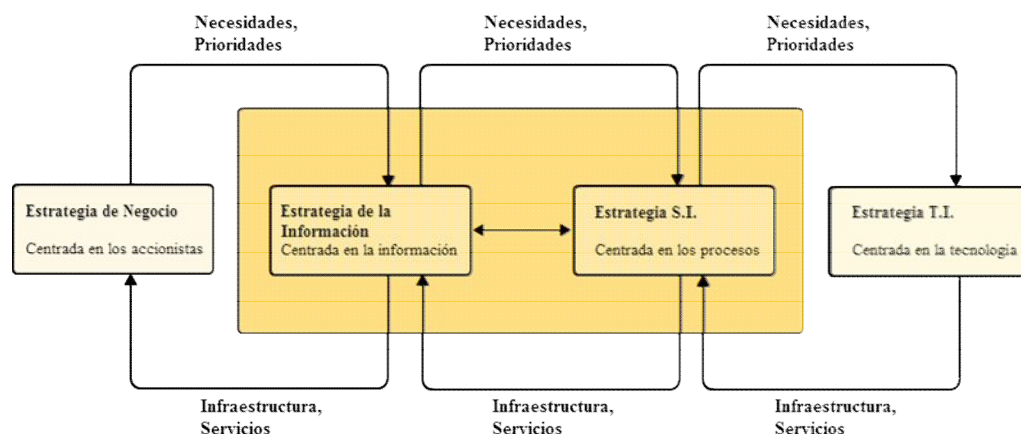 Necesidades,
Prioridades
Necesidades,
Prioridades
Necesidades,
Prioridades
Estrategia de Negocio
Centrada en los accionistas
Estrategia de la
Información
Centrada en la información
Estrategia S.I.
Centrada en los procesos
Estrategia T.I.
Centrada en la tecnologia
Infraestructura,
Servicios
Infraestructura,
Servicios
Infraestructura,
Servicios